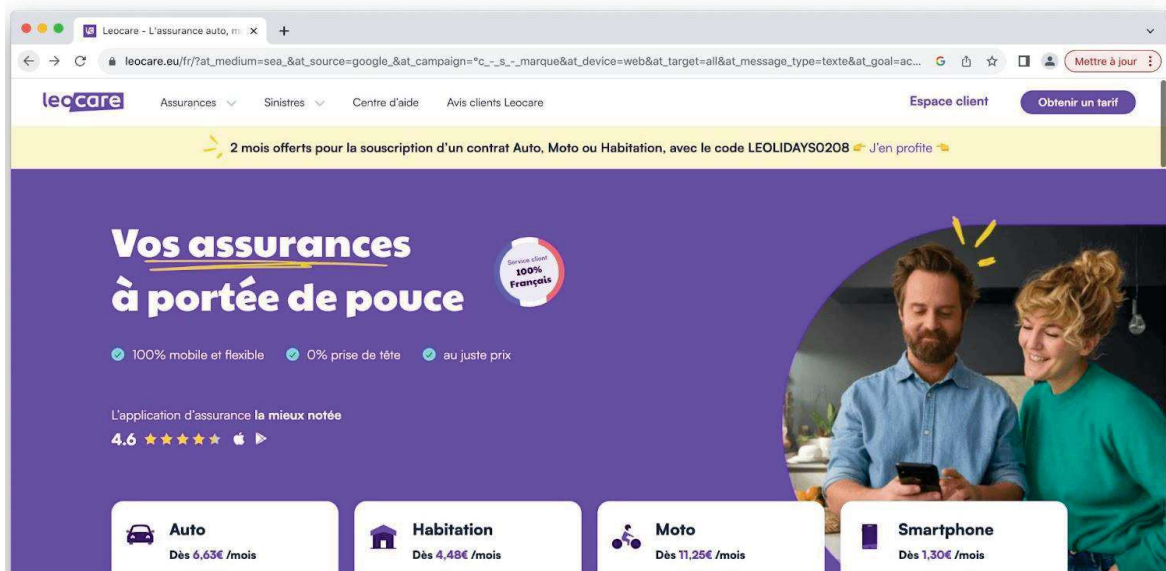 Leocare - L'assurance auto, m
leocare.eu/fr/?at_medium=sea_&at_source=google_&at_campaign=°c_-_s_-_marque&at_device=web&at_target=all&at_message_type=texte&at_goal=ac...
Mettre à jour
leocare
Assurances
Sinistres
Centre d'aide
Avis clients Leocare
Espace client
Obtenir un tarif
2 mois offerts pour la souscription d'un contrat Auto, Moto ou Habitation, avec le code LEOLIDAYS0208 👉 J'en profite 👈
Vos assurances
à portée de pouce
Service client
100%
Français
100% mobile et flexible
0% prise de tête
au juste prix
L'application d'assurance la mieux notée
4.6
Auto
Dès 6,63€ /mois
Habitation
Dès 4,48€ /mois
Moto
Dès 11,25€ /mois
Smartphone
Dès 1,30€ /mois